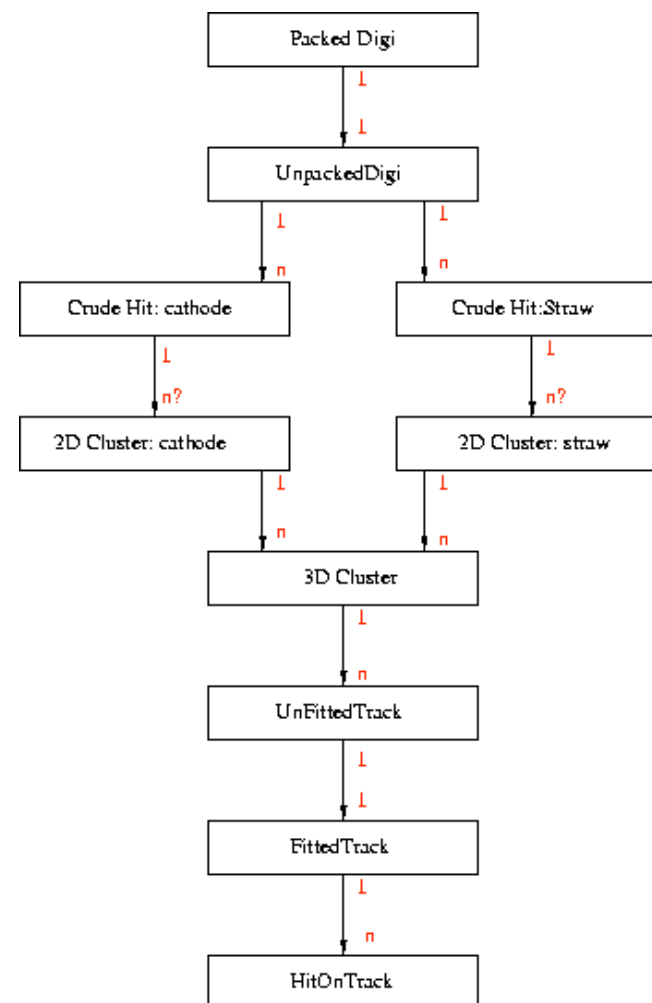 Packed Digi
1
1
UnpackedDigi
1
1
n
n
Crude Hit: cathode
Crude Hit:Straw
1
1
n?
n?
2D Cluster: cathode
2D Cluster: straw
1
1
n
n
3D Cluster
1
n
UnFittedTrack
1
1
FittedTrack
1
n
HitOnTrack